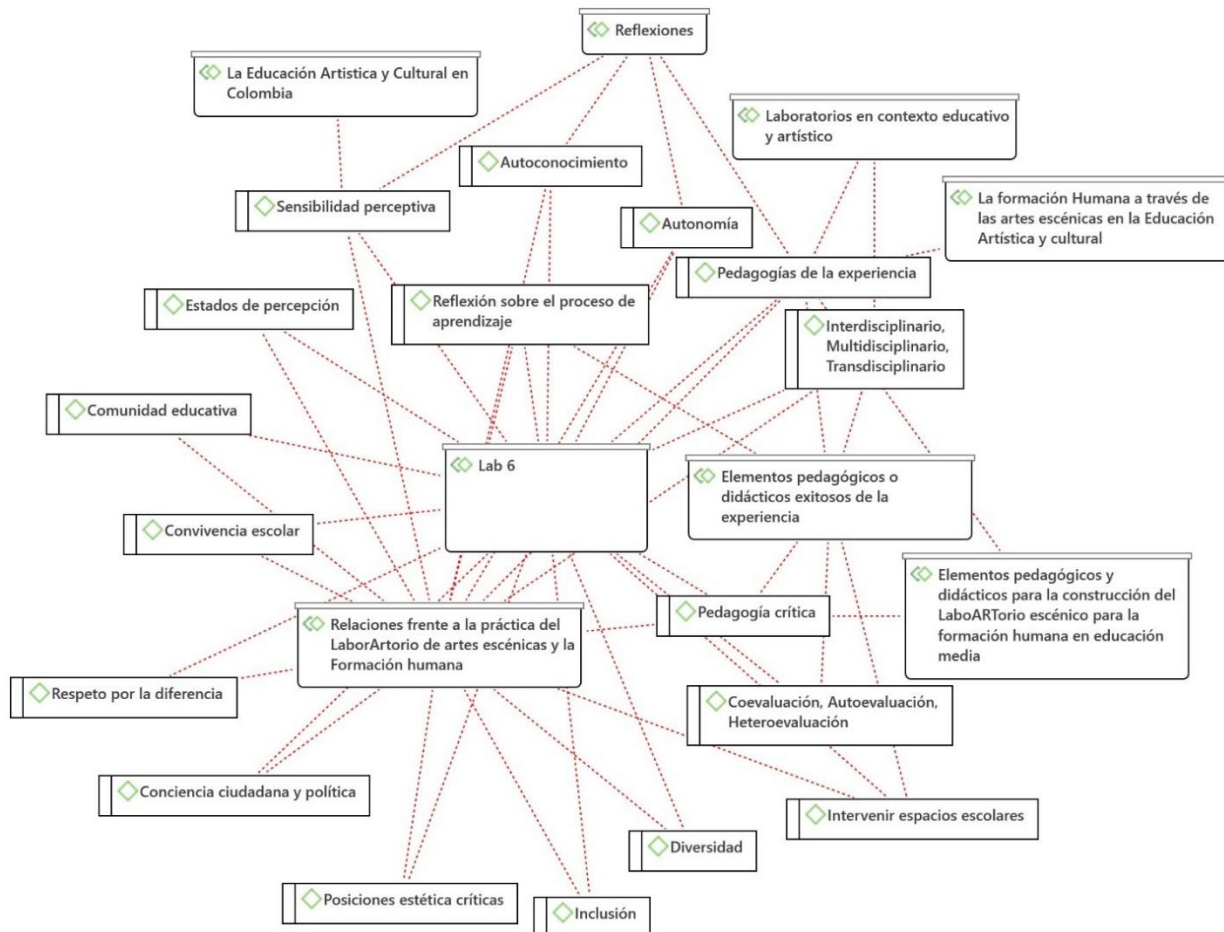 Reflexiones
La Educación Artistica y Cultural en
Colombia
Laboratorios en contexto educativo
y artístico
Autoconocimiento
Sensibilidad perceptiva
La formación Humana a través de
las artes escénicas en la Educación
Artística y cultural
Autonomía
Pedagogías de la experiencia
Estados de percepción
Reflexión sobre el proceso de
aprendizaje
Interdisciplinario,
Multidisciplinario,
Transdisciplinario
Comunidad educativa
Lab 6
Elementos pedagógicos o
didácticos exitosos de la
experiencia
Convivencia escolar
Elementos pedagógicos y
didácticos para la construcción del
LaboARTorio escénico para la
formación humana en educación
media
Pedagogía crítica
Relaciones frente a la práctica del
LaborArtorio de artes escénicas y la
Formación humana
Respeto por la diferencia
Coevaluación, Autoevaluación,
Heteroevaluación
Conciencia ciudadana y política
Intervenir espacios escolares
Diversidad
Posiciones estética críticas
Inclusión